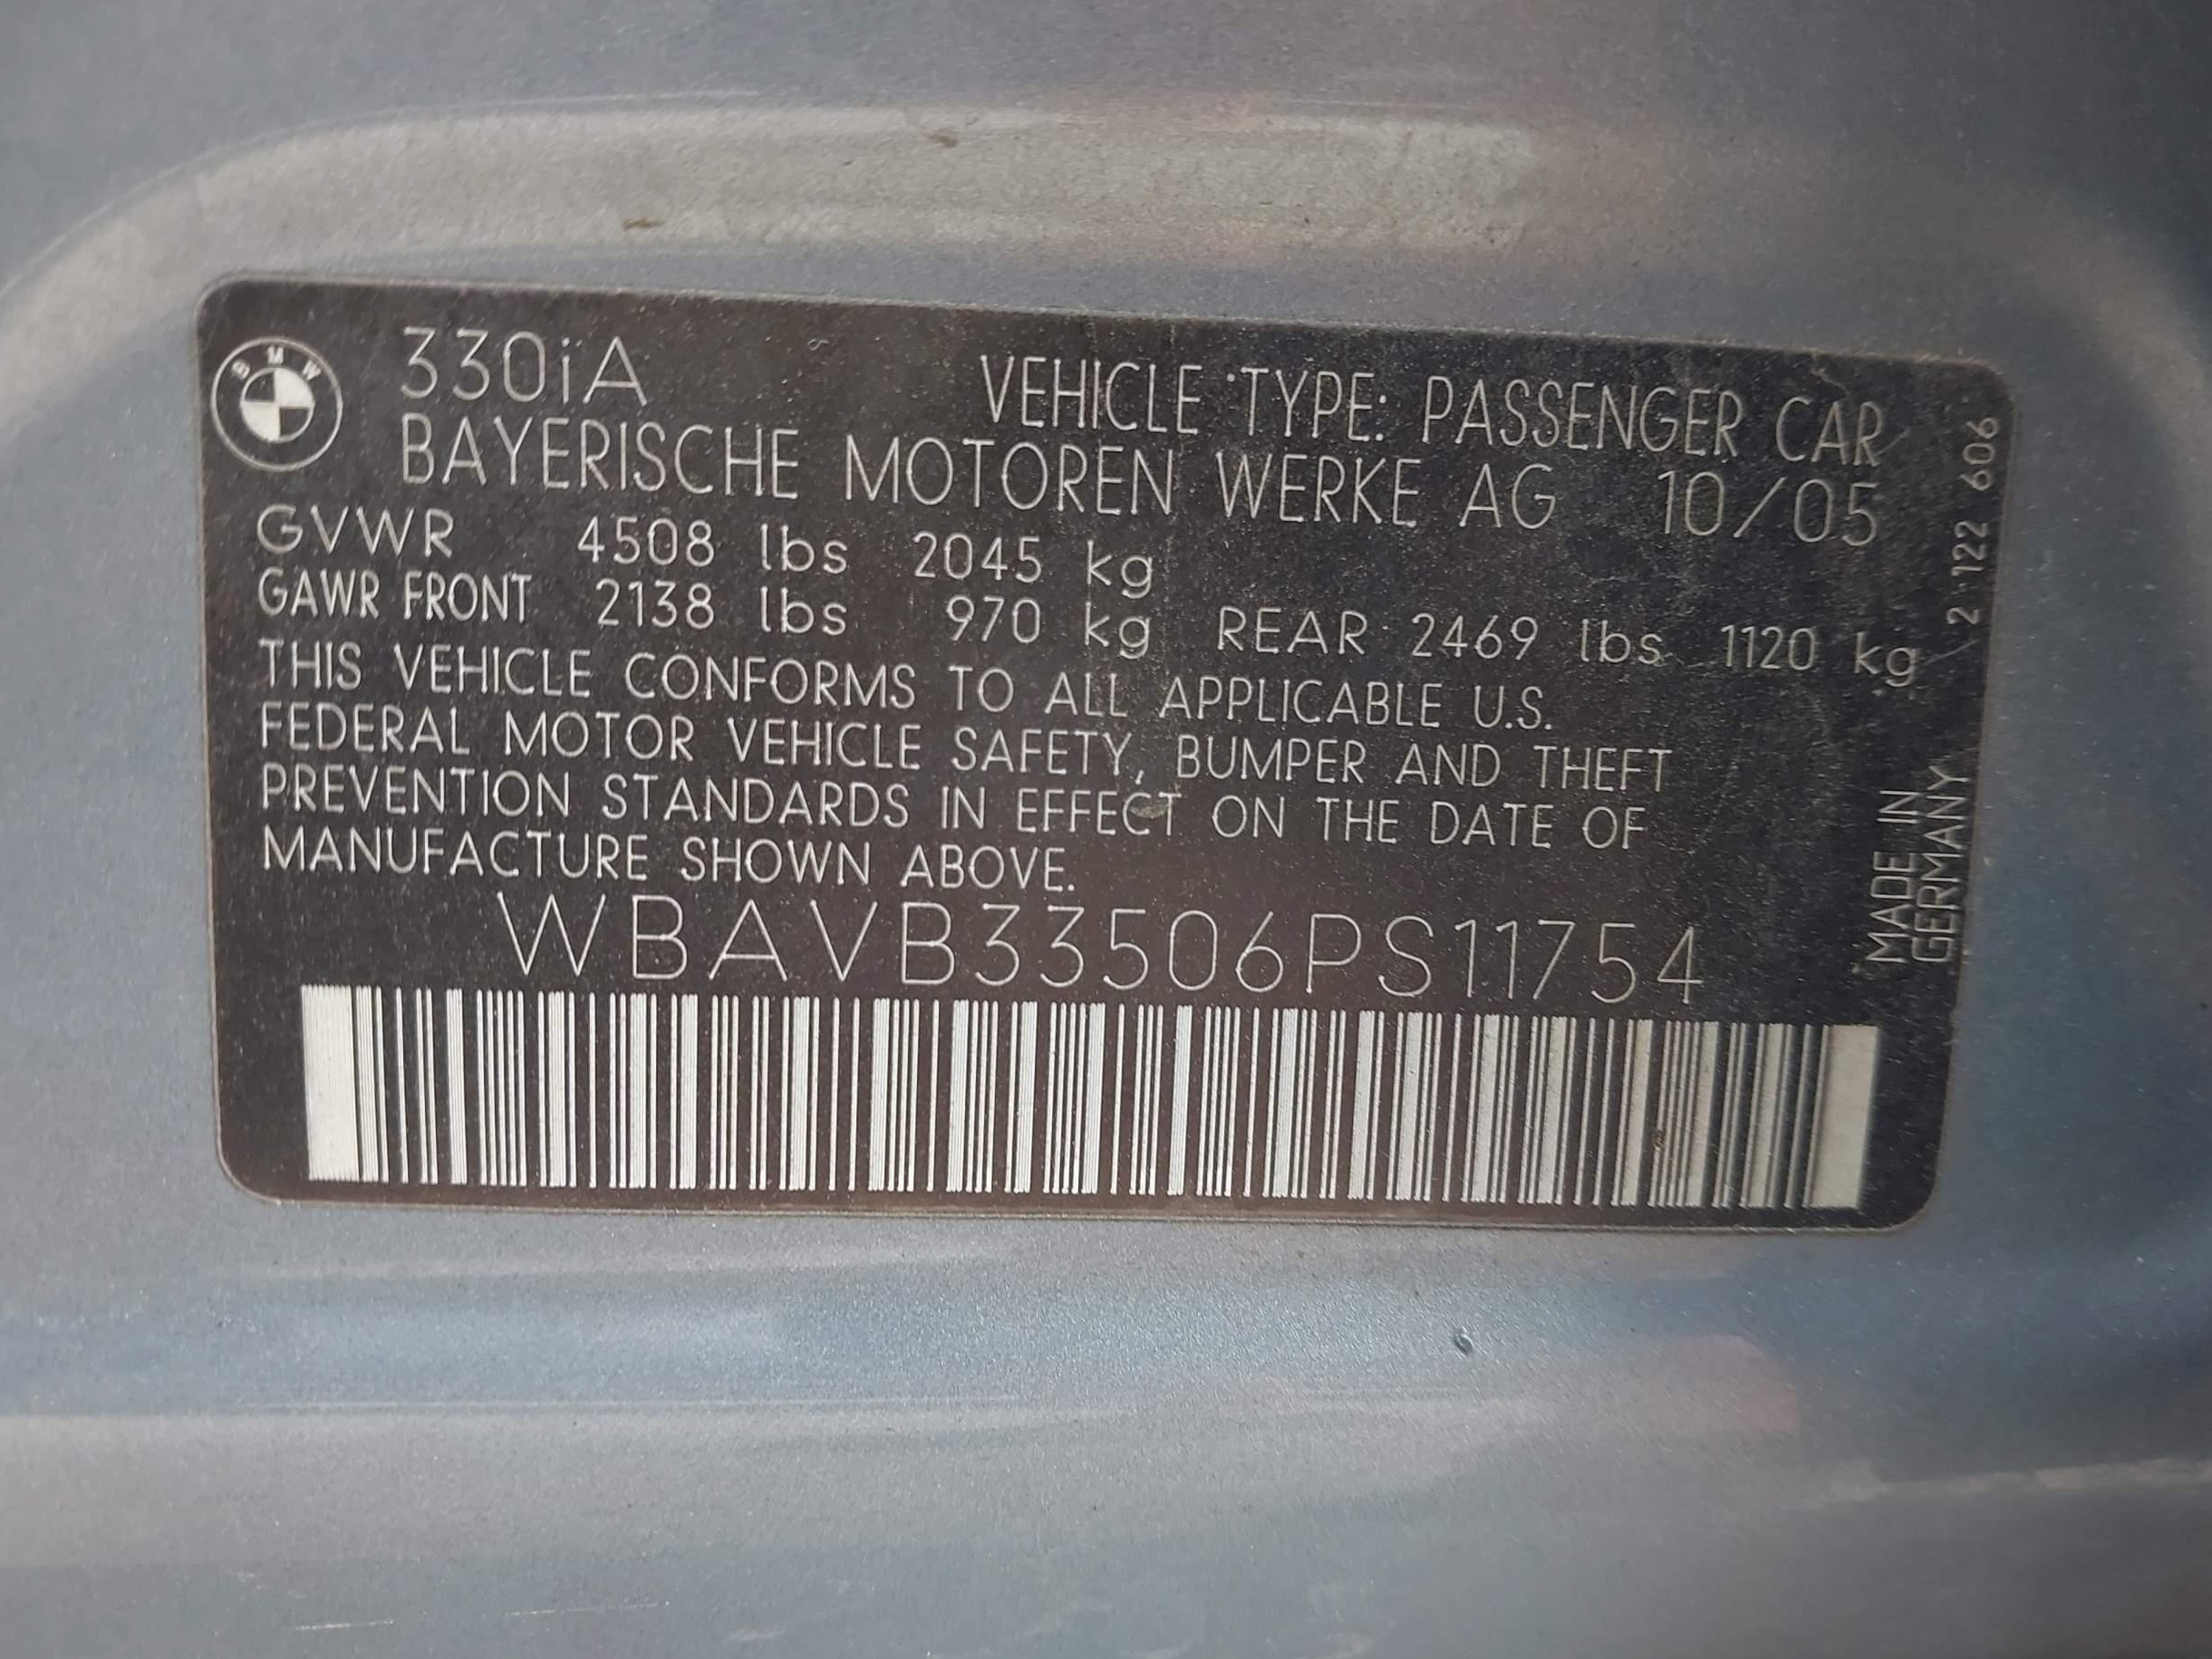 BMW
330iA
VEHICLE TYPE: PASSENGER CAR
BAYERISCHE MOTOREN WERKE AG 10/05
GVWR 4508 lbs 2045 kg
GAWR FRONT 2138 lbs 970 kg REAR 2469 lbs 1120 kg
THIS VEHICLE CONFORMS TO ALL APPLICABLE U.S.
FEDERAL MOTOR VEHICLE SAFETY, BUMPER AND THEFT
PREVENTION STANDARDS IN EFFECT ON THE DATE OF
MANUFACTURE SHOWN ABOVE.
WBAVB33506PS11754
2 122 606
MADE IN
GERMANY